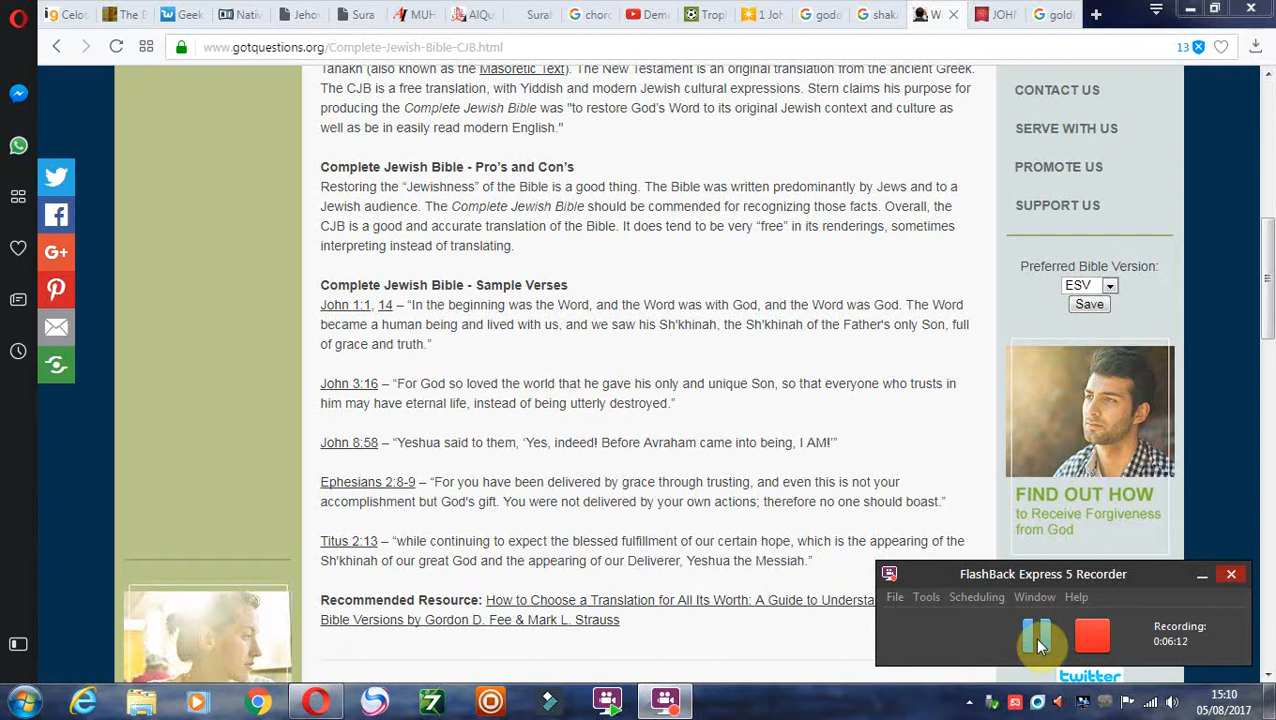 Celo
The B
Geek
Nativ
Jeho
Sura
MUH
AlQu
Sural
chord
Demo
Trop
1 Joh
godd
shaka
W
JOHN
gold
www.gotquestions.org/Complete-Jewish-Bible-CJB.html
13
Tanakh (also known as the Masoretic Text). The New Testament is an original translation from the ancient Greek.
The CJB is a free translation, with Yiddish and modern Jewish cultural expressions. Stern claims his purpose for
producing the Complete Jewish Bible was "to restore God's Word to its original Jewish context and culture as
well as be in easily read modern English."
Complete Jewish Bible - Pro's and Con's
Restoring the “Jewishness” of the Bible is a good thing. The Bible was written predominantly by Jews and to a
Jewish audience. The Complete Jewish Bible should be commended for recognizing those facts. Overall, the
CJB is a good and accurate translation of the Bible. It does tend to be very “free” in its renderings, sometimes
interpreting instead of translating.
Complete Jewish Bible - Sample Verses
John 1:1, 14 – “In the beginning was the Word, and the Word was with God, and the Word was God. The Word
became a human being and lived with us, and we saw his Sh'khinah, the Sh'khinah of the Father's only Son, full
of grace and truth.”
John 3:16 – “For God so loved the world that he gave his only and unique Son, so that everyone who trusts in
him may have eternal life, instead of being utterly destroyed.”
John 8:58 – “Yeshua said to them, ‘Yes, indeed! Before Avraham came into being, I AM!’”
Ephesians 2:8-9 – “For you have been delivered by grace through trusting, and even this is not your
accomplishment but God's gift. You were not delivered by your own actions; therefore no one should boast.”
Titus 2:13 – “while continuing to expect the blessed fulfillment of our certain hope, which is the appearing of the
Sh'khinah of our great God and the appearing of our Deliverer, Yeshua the Messiah.”
Recommended Resource: How to Choose a Translation for All Its Worth: A Guide to Understa
Bible Versions by Gordon D. Fee & Mark L. Strauss
CONTACT US
SERVE WITH US
PROMOTE US
SUPPORT US
Preferred Bible Version:
ESV
Save
FIND OUT HOW
to Receive Forgiveness
from God
FlashBack Express 5 Recorder
File Tools Scheduling Window Help
Recording:
0:06:12
twitter
15:10
05/08/2017